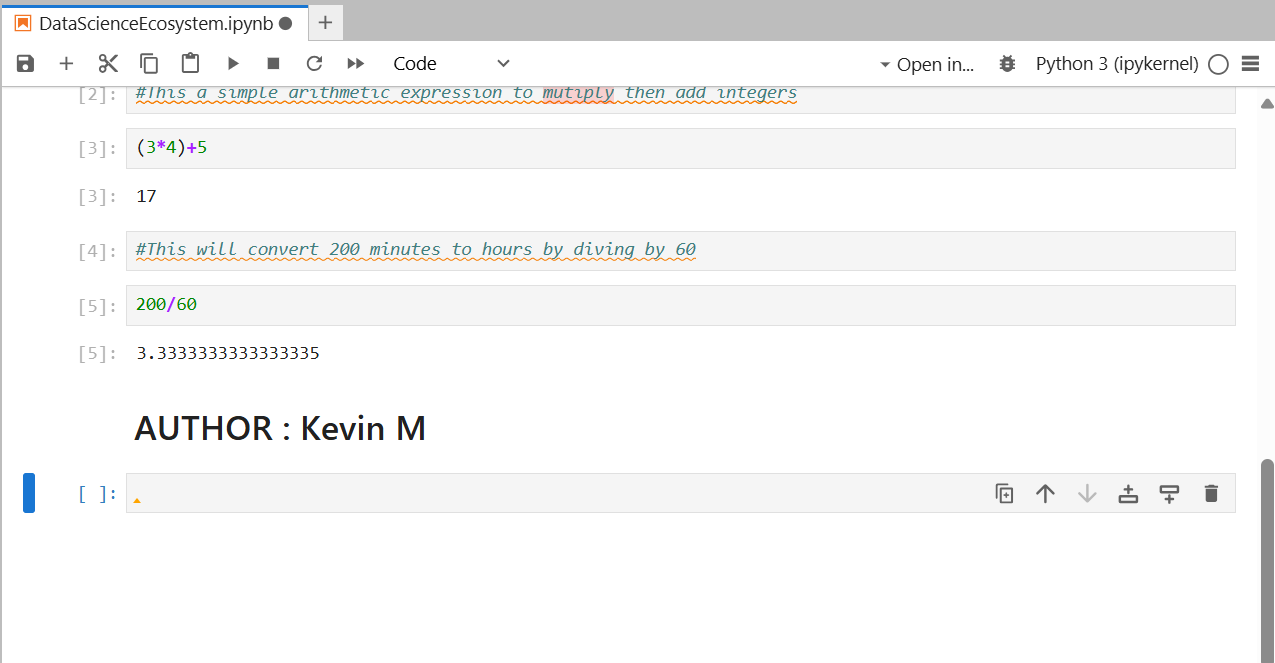 DataScienceEcosystem.ipynb
Code
Open in...
Python 3 (ipykernel)
[2]: #This a simple arithmetic expression to mutiply then add integers
[3]: (3*4)+5
[3]: 17
[4]: #This will convert 200 minutes to hours by diving by 60
[5]: 200/60
[5]: 3.3333333333333335
AUTHOR : Kevin M
[ ]: